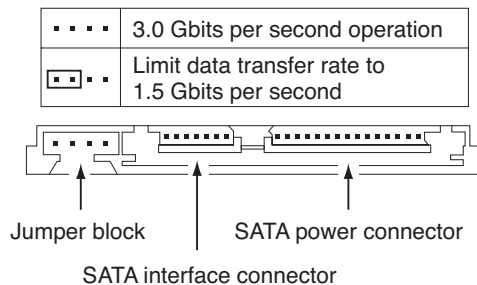 3.0 Gbits per second operation
Limit data transfer rate to
1.5 Gbits per second
Jumper block
SATA power connector
SATA interface connector